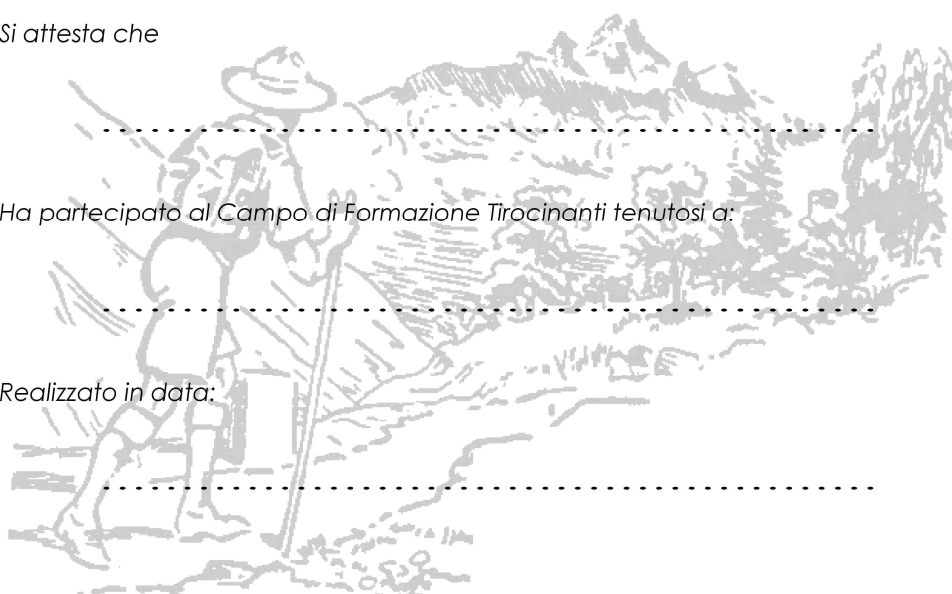 Si attesta che
................................................
Ha partecipato al Campo di Formazione Tirocinanti tenutosi a:
................................................
Realizzato in data:
................................................